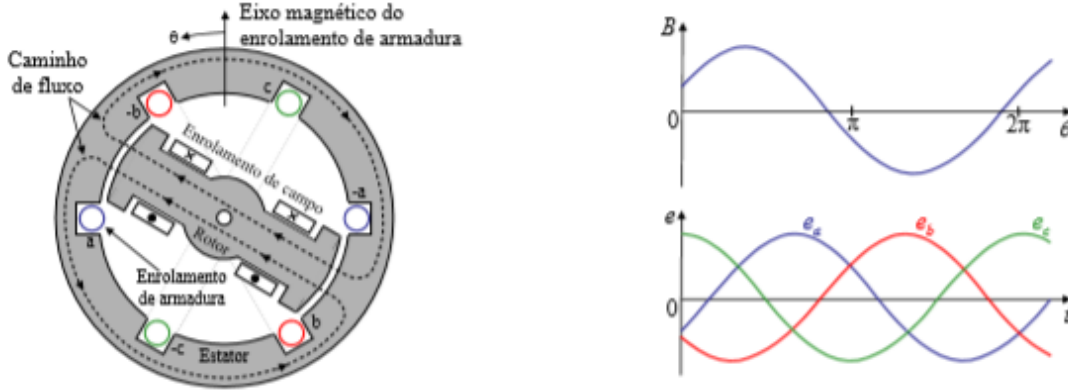 Eixo magnético do
enrolamento de armadura
θ
Caminho
de fluxo
-b
c
Enrolamento de campo
-a
a
Rotor
Enrolamento
de armadura
-c
Estator
b
B
0
π
2π
θ
e
e_a
e_b
e_c
0
t